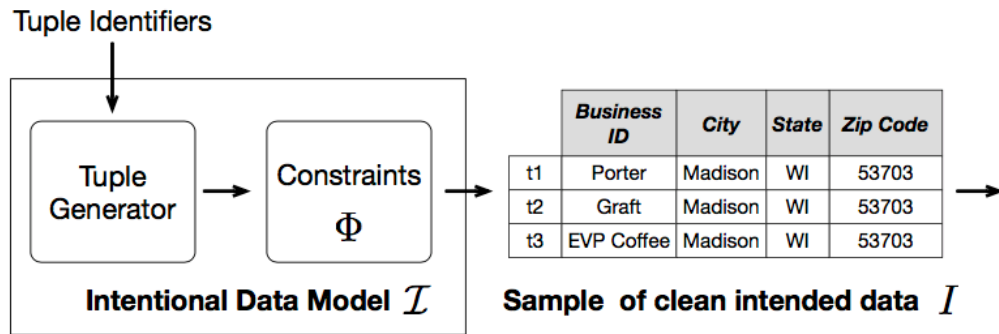 Tuple Identifiers
Tuple
Generator
Constraints
Φ
Intentional Data Model ℐ
Business
ID
City State Zip Code
t1 Porter Madison WI 53703
t2 Graft Madison WI 53703
t3 EVP Coffee Madison WI 53703
Sample of clean intended data I